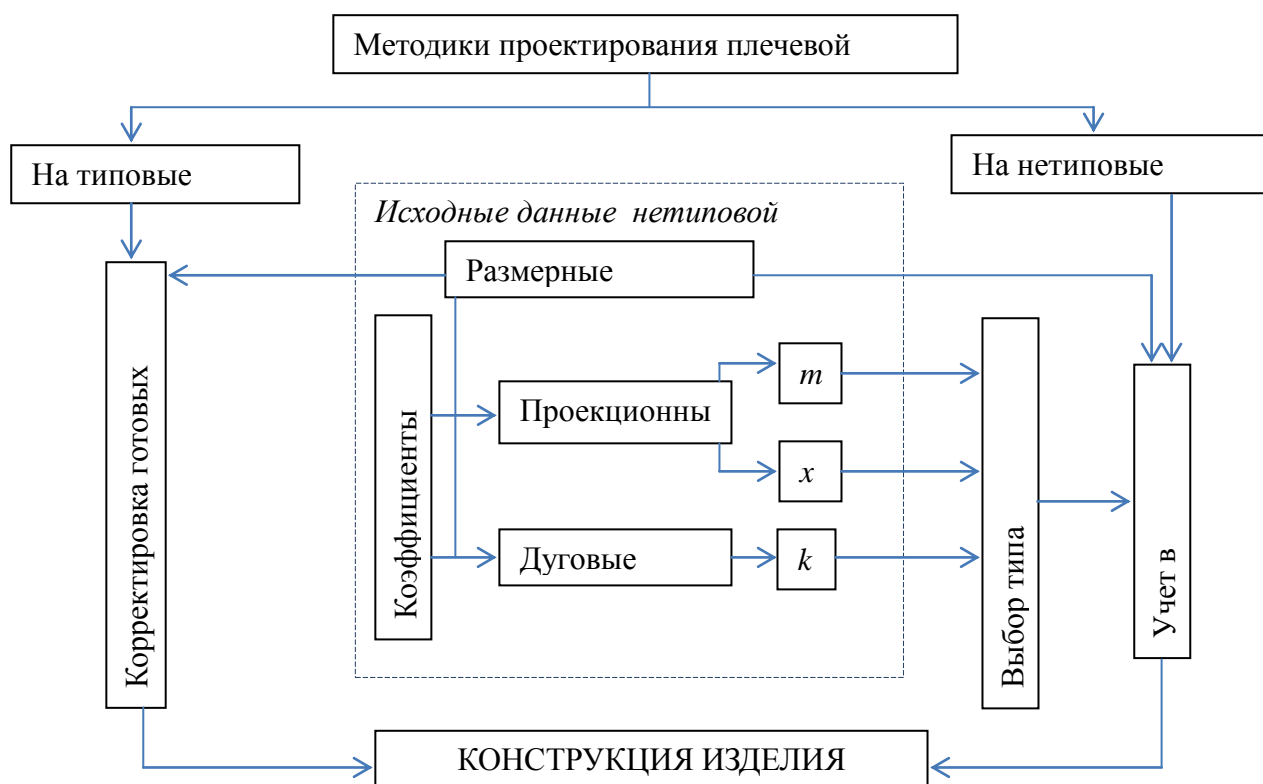 Методики проектирования плечевой
На типовые
На нетиповые
Исходные данные нетиповой
Размерные
Корректировка готовых
Коэффициенты
Проекционны
m
x
Дуговые
k
Выбор типа
Учет в
КОНСТРУКЦИЯ ИЗДЕЛИЯ